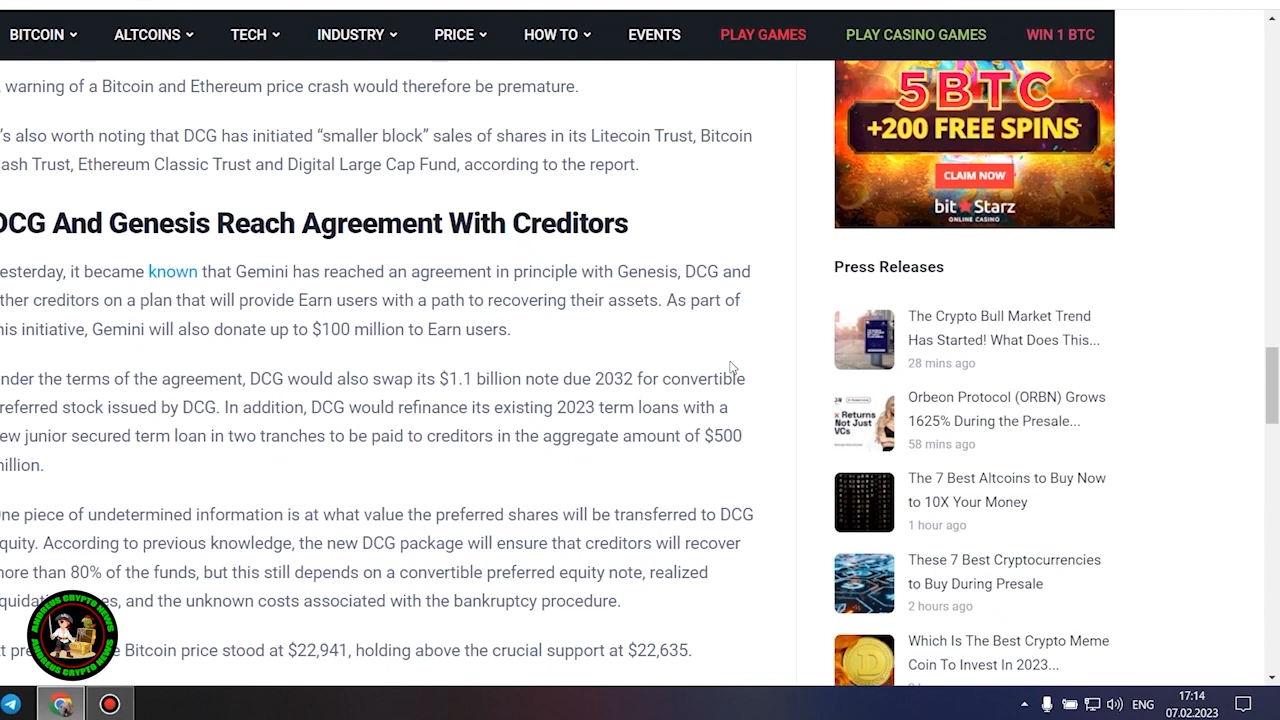 BITCOIN ALTCOINS TECH INDUSTRY PRICE HOW TO EVENTS PLAY GAMES PLAY CASINO GAMES WIN 1 BTC
warning of a Bitcoin and Ethereum price crash would therefore be premature.
's also worth noting that DCG has initiated “smaller block” sales of shares in its Litecoin Trust, Bitcoin
ash Trust, Ethereum Classic Trust and Digital Large Cap Fund, according to the report.
DCG And Genesis Reach Agreement With Creditors
esterday, it became known that Gemini has reached an agreement in principle with Genesis, DCG and
ther creditors on a plan that will provide Earn users with a path to recovering their assets. As part of
his initiative, Gemini will also donate up to $100 million to Earn users.
nder the terms of the agreement, DCG would also swap its $1.1 billion note due 2032 for convertible
referred stock issued by DCG. In addition, DCG would refinance its existing 2023 term loans with a
ew junior secured term loan in two tranches to be paid to creditors in the aggregate amount of $500
million.
One piece of undetermined information is at what value the preferred shares will be transferred to DCG
quity. According to previous knowledge, the new DCG package will ensure that creditors will recover
more than 80% of the funds, but this still depends on a convertible preferred equity note, realized
and the unknown costs associated with the bankruptcy procedure.
Bitcoin price stood at $22,941, holding above the crucial support at $22,635.
5BTC
+200 FREE SPINS
CLAIM NOW
bitStarz
ONLINE CASINO
Press Releases
The Crypto Bull Market Trend
Has Started! What Does This...
28 mins ago
Returns
Not Just
VCs
Orbeon Protocol (ORBN) Grows
1625% During the Presale...
58 mins ago
The 7 Best Altcoins to Buy Now
to 10X Your Money
1 hour ago
These 7 Best Cryptocurrencies
to Buy During Presale
2 hours ago
Which Is The Best Crypto Meme
Coin To Invest In 2023...
ANDREUS CRYPTO NEWS
ANDREUS CRYPTO NEWS
ENG
17:14
07.02.2023